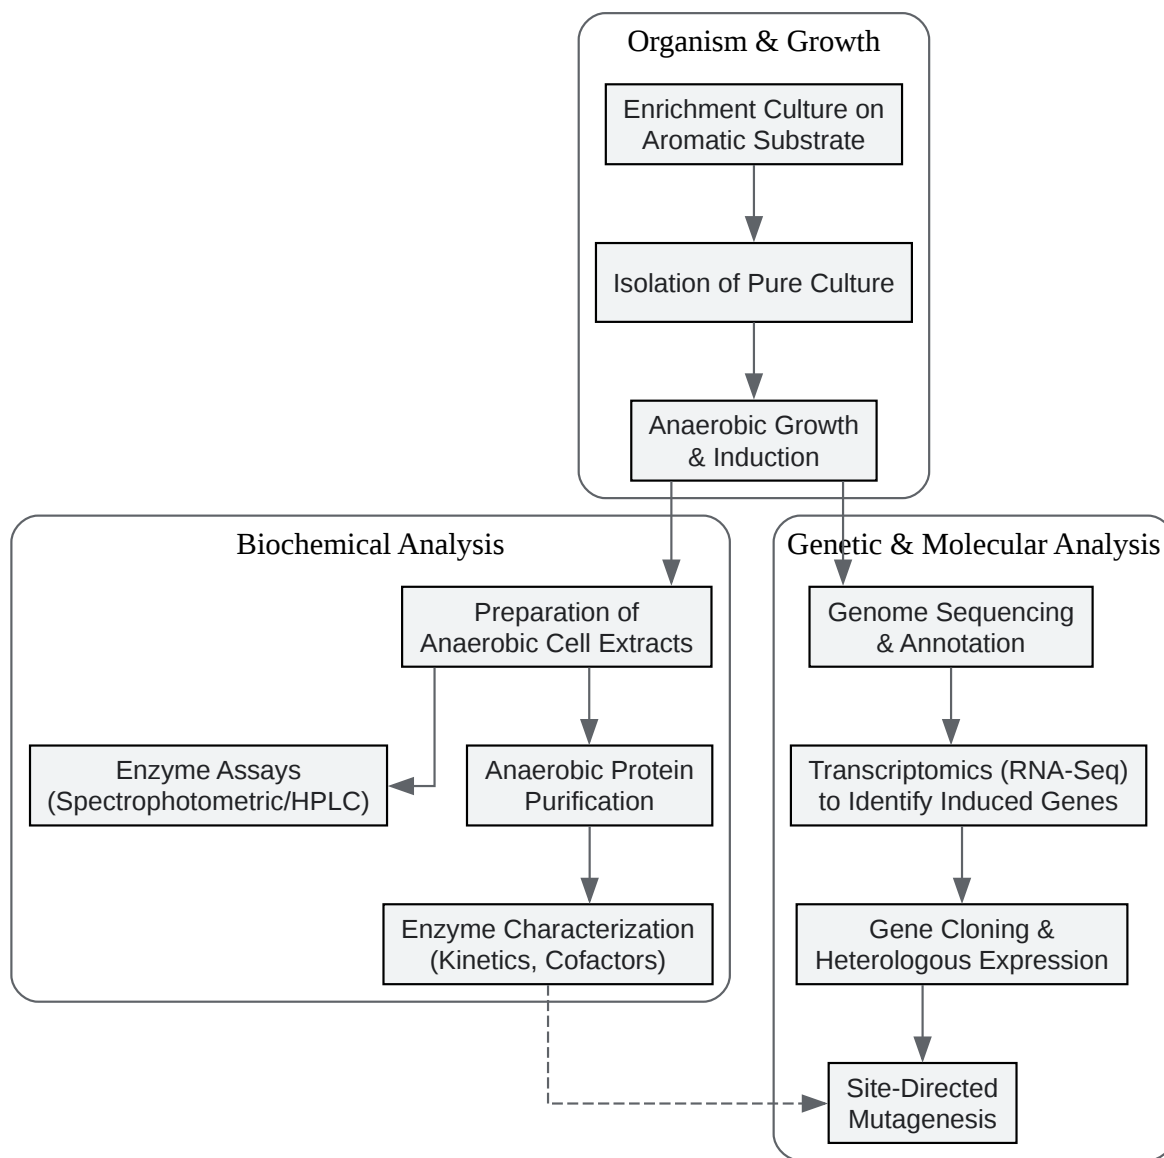 Organism & Growth
Enrichment Culture on
Aromatic Substrate
Isolation of Pure Culture
Anaerobic Growth
& Induction
Biochemical Analysis
Preparation of
Anaerobic Cell Extracts
Enzyme Assays
(Spectrophotometric/HPLC)
Anaerobic Protein
Purification
Enzyme Characterization
(Kinetics, Cofactors)
Genetic & Molecular Analysis
Genome Sequencing
& Annotation
Transcriptomics (RNA-Seq)
to Identify Induced Genes
Gene Cloning &
Heterologous Expression
Site-Directed
Mutagenesis